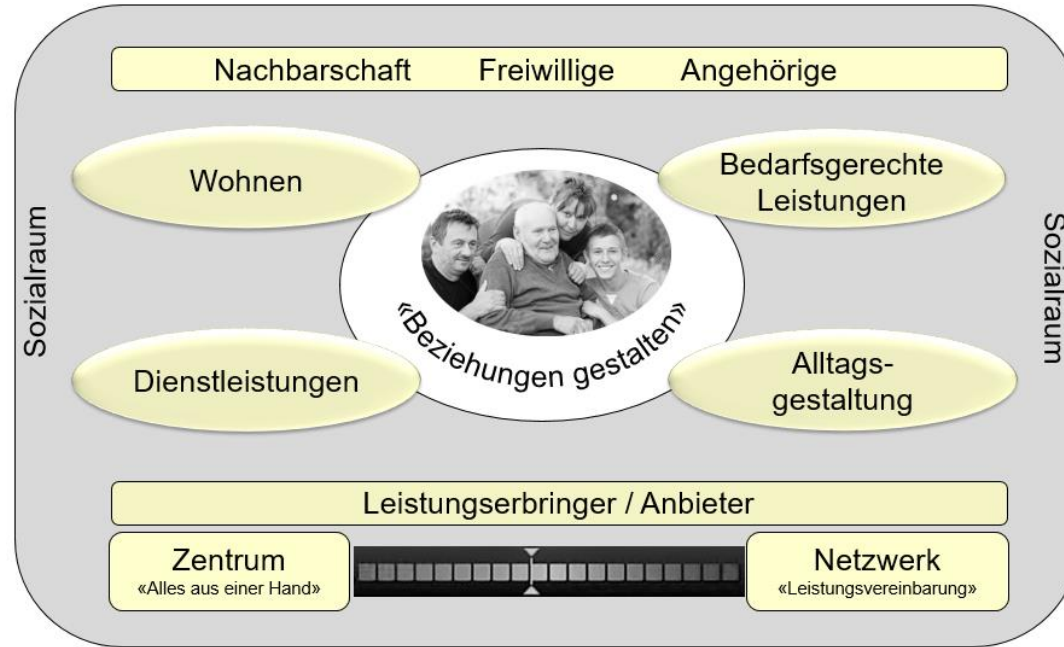 Nachbarschaft Freiwillige Angehörige
Sozialraum
Wohnen
Bedarfsgerechte
Leistungen
«Beziehungen gestalten»
Sozialraum
Dienstleistungen
Alltags-
gestaltung
Leistungserbringer / Anbieter
Zentrum
«Alles aus einer Hand»
Netzwerk
«Leistungsvereinbarung»